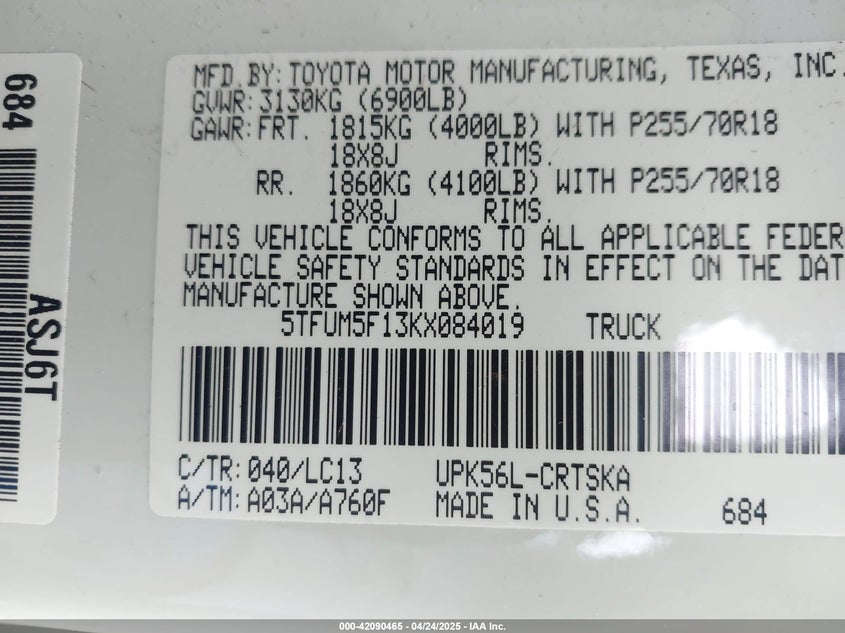 684
ASJ6T
MFD. BY: TOYOTA MOTOR MANUFACTURING, TEXAS, INC.
GVWR: 3130KG (6900LB)
GAWR: FRT. 1815KG (4000LB) WITH P255/70R18
18X8J RIMS.
RR. 1860KG (4100LB) WITH P255/70R18
18X8J RIMS.
THIS VEHICLE CONFORMS TO ALL APPLICABLE FEDER
VEHICLE SAFETY STANDARDS IN EFFECT ON THE DAT
MANUFACTURE SHOWN ABOVE.
5TFUM5F13KX084019 TRUCK
C/TR: 040/LC13 UPK56L-CRTSKA
A/TM: A03A/A760F MADE IN U.S.A. 684
000-42090465 - 04/24/2025 - IAA Inc.